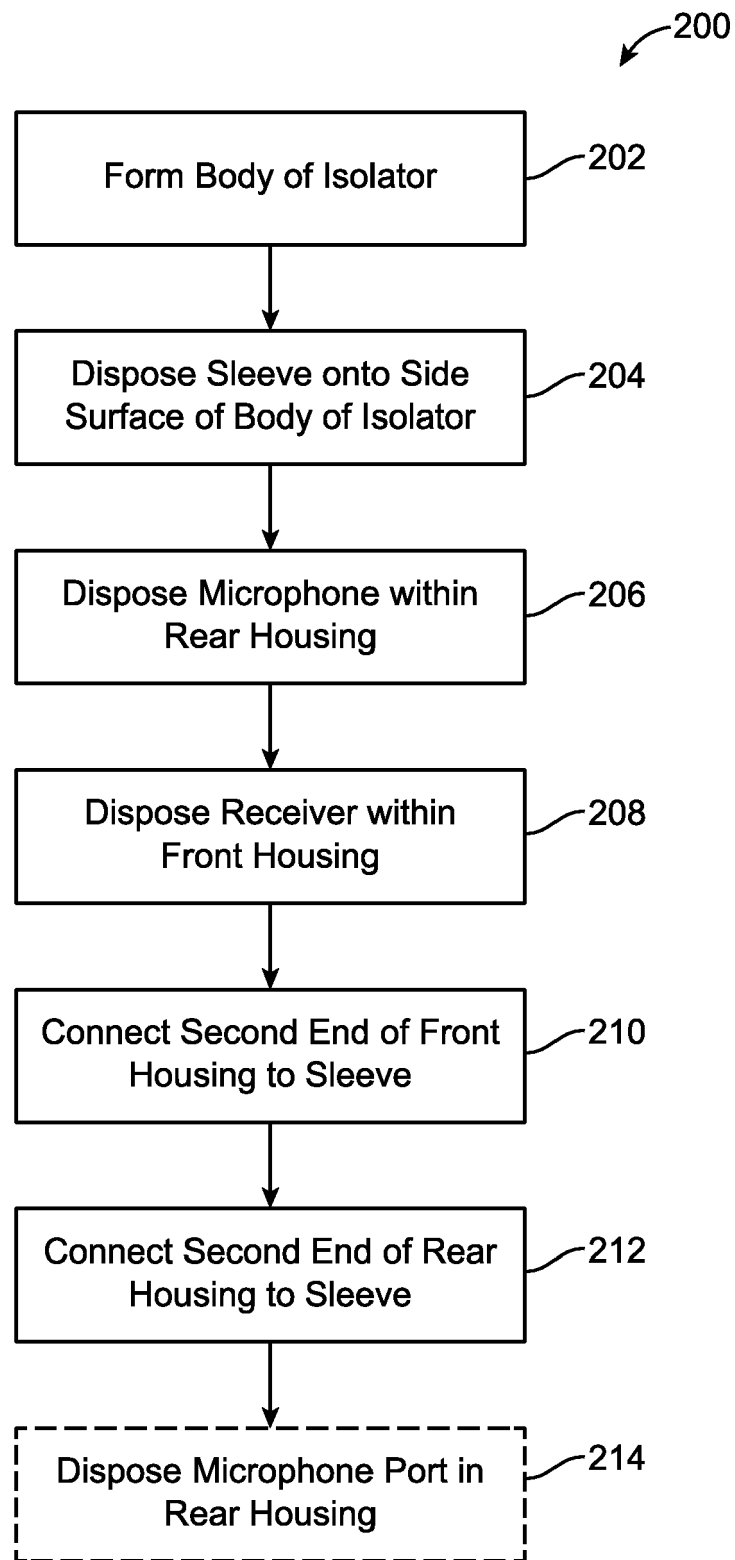 200
Form Body of Isolator
202
Dispose Sleeve onto Side
Surface of Body of Isolator
204
Dispose Microphone within
Rear Housing
206
Dispose Receiver within
Front Housing
208
Connect Second End of Front
Housing to Sleeve
210
Connect Second End of Rear
Housing to Sleeve
212
Dispose Microphone Port in
Rear Housing
214